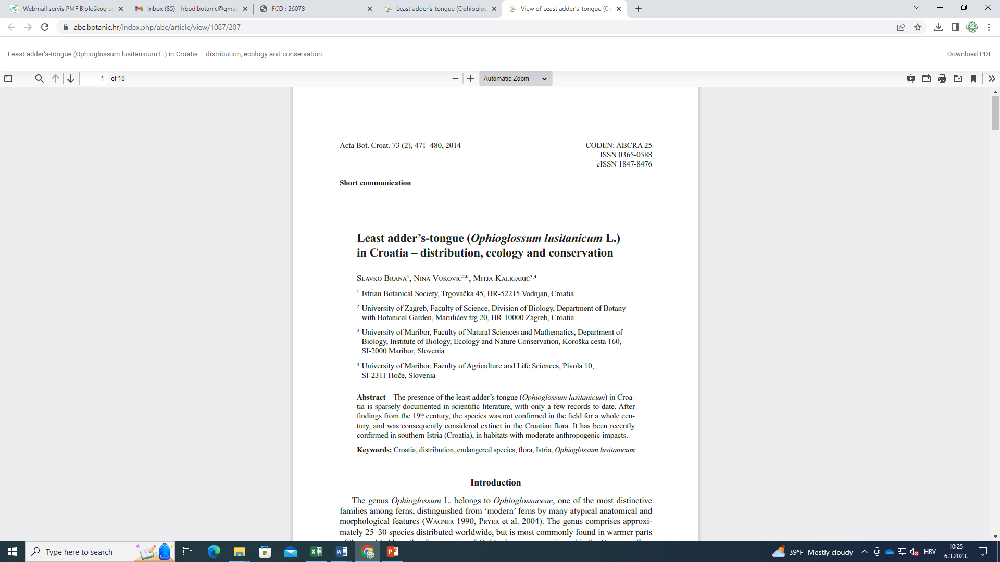 Webmail servis PMF Biološkog o
Inbox (85) - hbod.botanic@gmai
FCD : 26078
Least adder's-tongue (Ophioglos
View of Least adder's-tongue (O
abc.botanic.hr/index.php/abc/article/view/1087/207
Least adder’s-tongue (Ophioglossum lusitanicum L.) in Croatia – distribution, ecology and conservation
Download PDF
1 of 10
Automatic Zoom
Acta Bot. Croat. 73 (2), 471–480, 2014
CODEN: ABCRA 25
ISSN 0365-0588
eISSN 1847-8476
Short communication
Least adder’s-tongue (Ophioglossum lusitanicum L.)
in Croatia – distribution, ecology and conservation
SLAVKO BRANA1, NINA VUKOVIĆ2*, MITJA KALIGARIČ3,4
1 Istrian Botanical Society, Trgovačka 45, HR-52215 Vodnjan, Croatia
2 University of Zagreb, Faculty of Science, Division of Biology, Department of Botany
with Botanical Garden, Marulićev trg 20, HR-10000 Zagreb, Croatia
3 University of Maribor, Faculty of Natural Sciences and Mathematics, Department of
Biology, Institute of Biology, Ecology and Nature Conservation, Koroška cesta 160,
SI-2000 Maribor, Slovenia
4 University of Maribor, Faculty of Agriculture and Life Sciences, Pivola 10,
SI-2311 Hoče, Slovenia
Abstract – The presence of the least adder’s tongue (Ophioglossum lusitanicum) in Croa-
tia is sparsely documented in scientific literature, with only a few records to date. After
findings from the 19th century, the species was not confirmed in the field for a whole cen-
tury, and was consequently considered extinct in the Croatian flora. It has been recently
confirmed in southern Istria (Croatia), in habitats with moderate anthropogenic impacts.
Keywords: Croatia, distribution, endangered species, flora, Istria, Ophioglossum lusitanicum
Introduction
The genus Ophioglossum L. belongs to Ophioglossaceae, one of the most distinctive
families among ferns, distinguished from ‘modern’ ferns by many atypical anatomical and
morphological features (WAGNER 1990, PRYER et al. 2004). The genus comprises approxi-
mately 25–30 species distributed worldwide, but is most commonly found in warmer parts
Type here to search
39°F Mostly cloudy
HRV
10:25
6.3.2023.